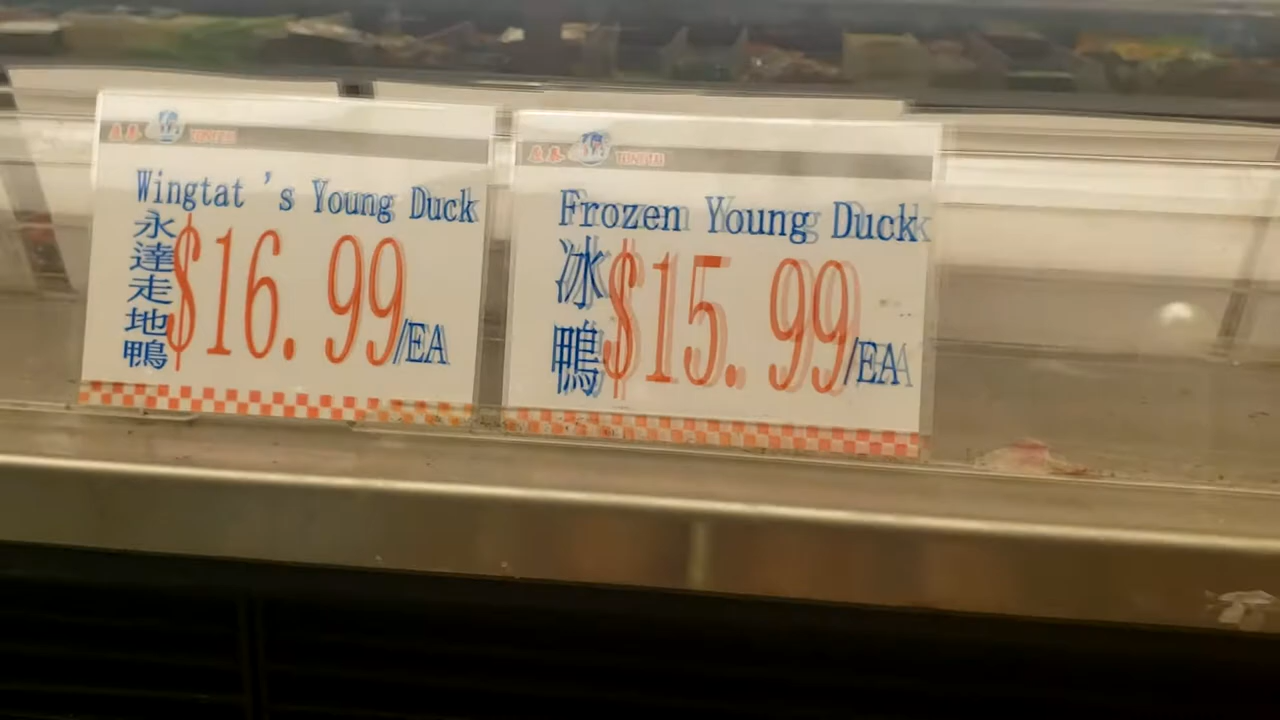 Wingtat 's Young Duck
永達走地鴨
$16.99/EA
Frozen Young Duck
冰鴨
$15.99/EA